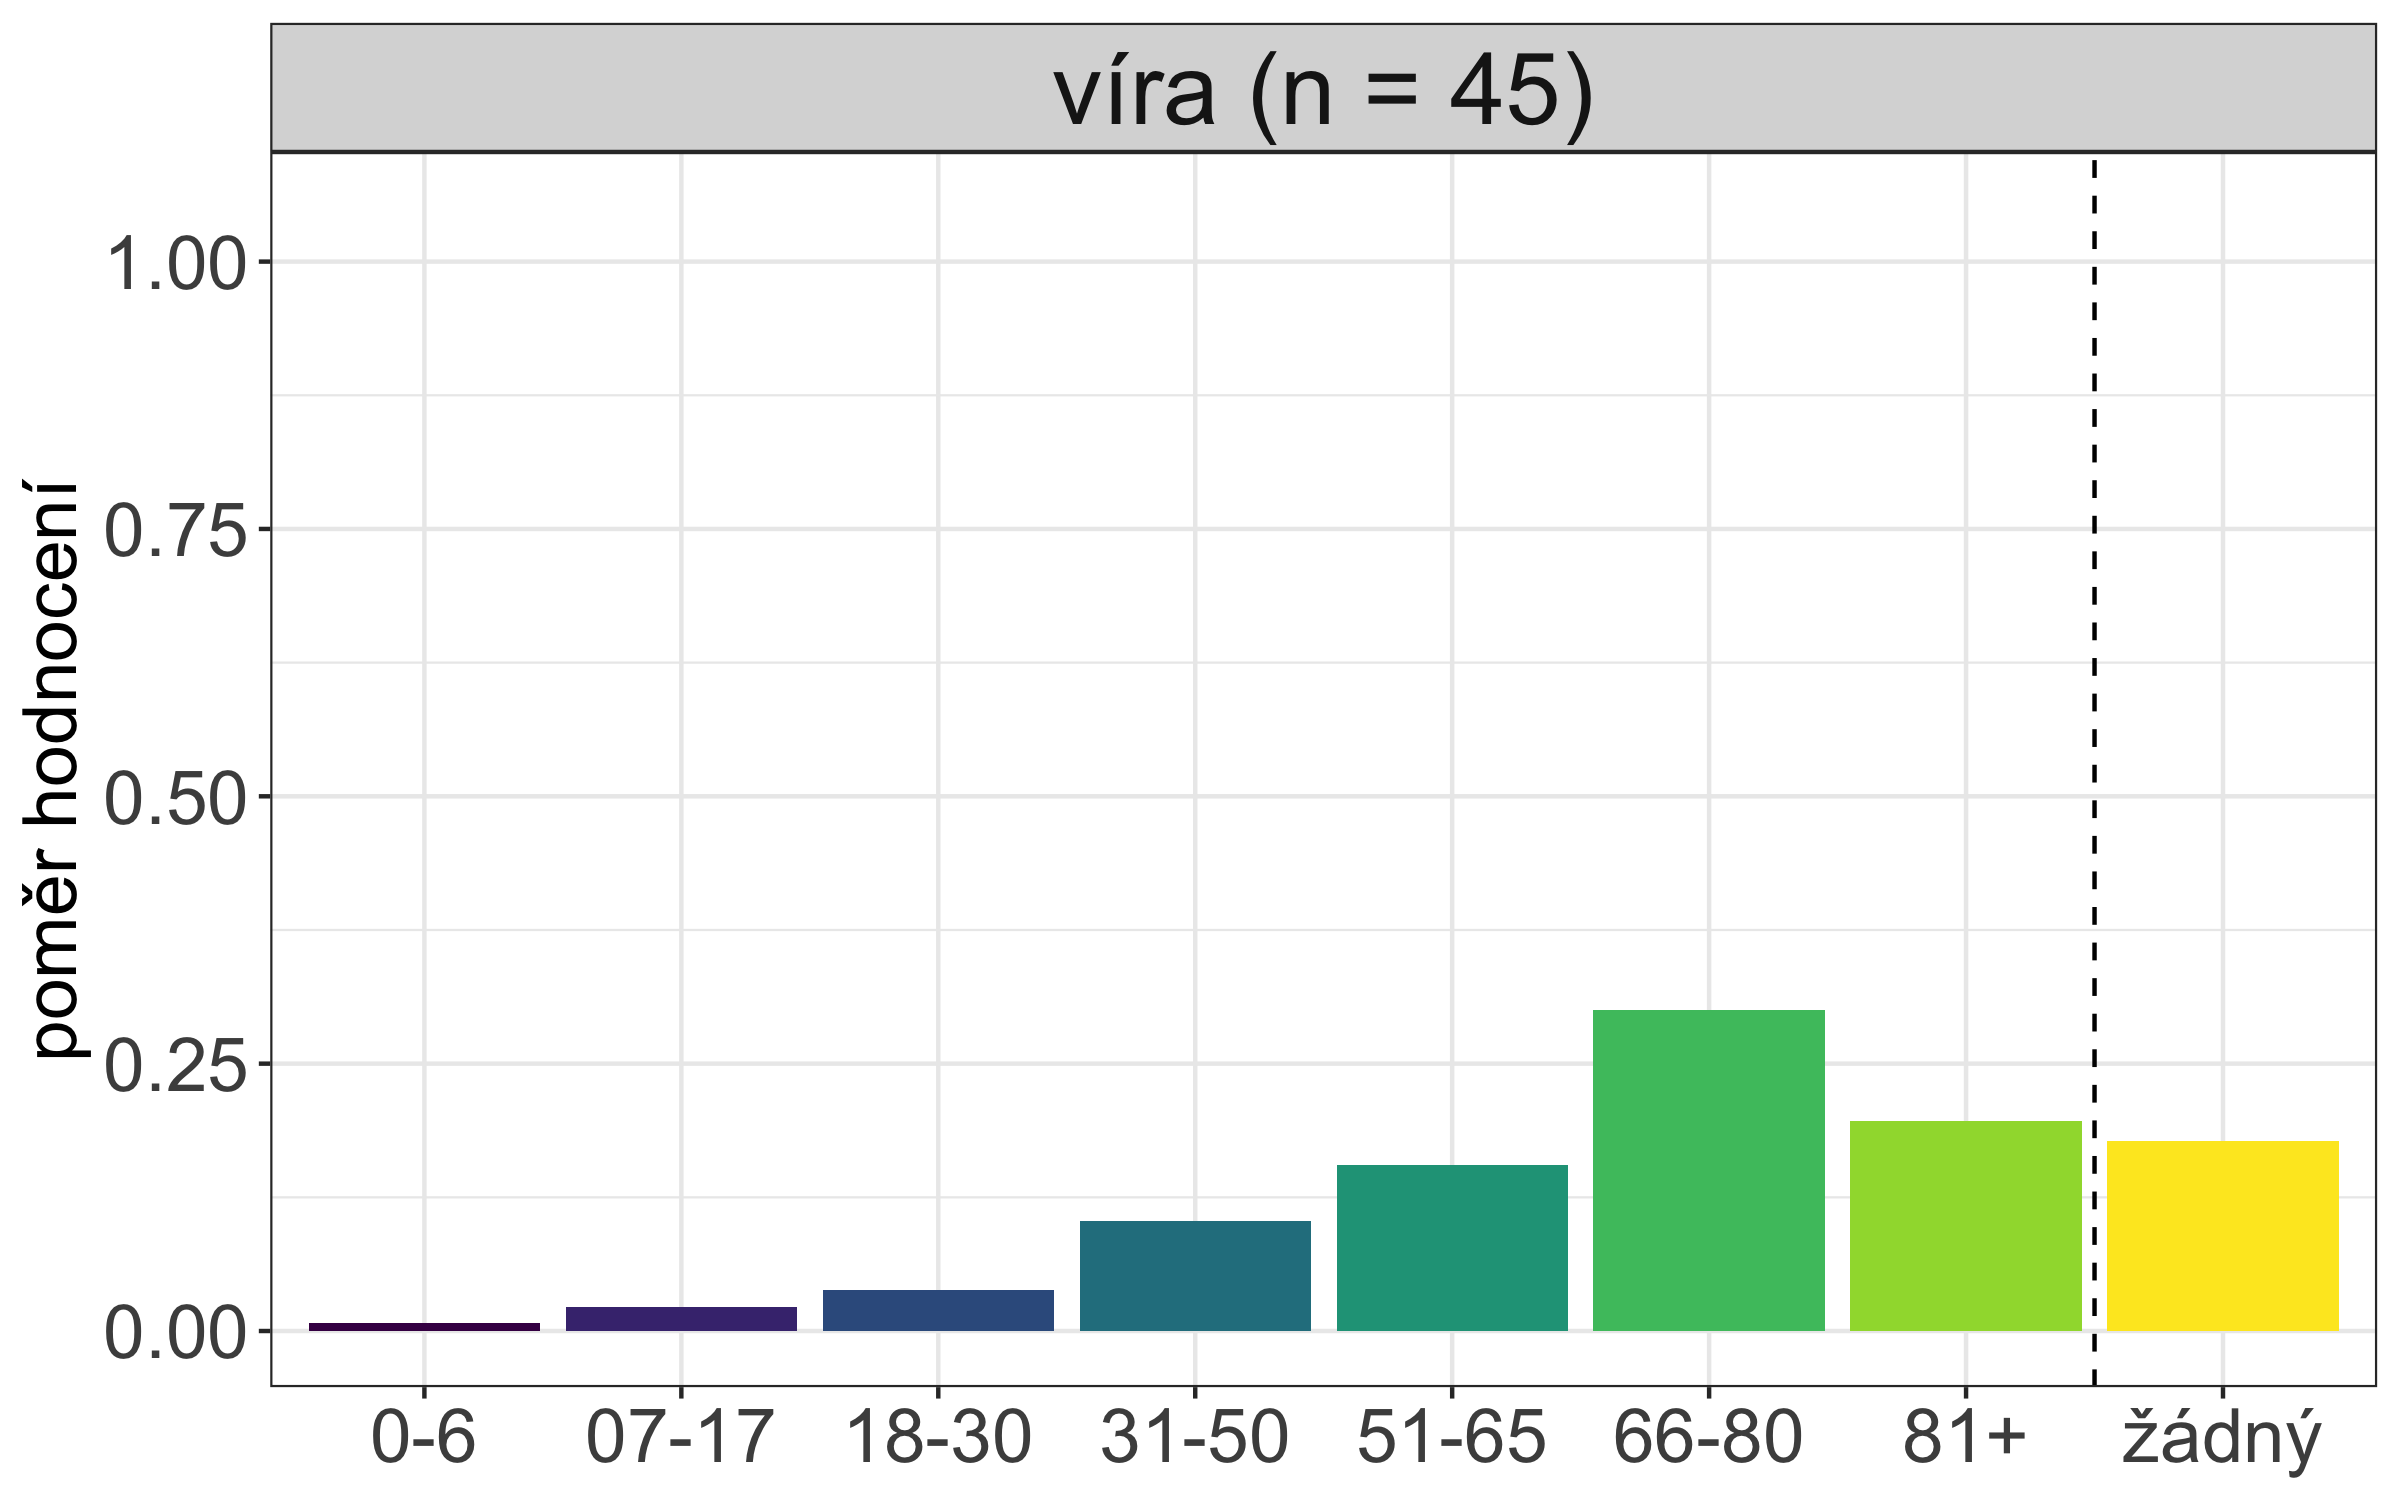 víra (n = 45)
poměr hodnocení
1.00
0.75
0.50
0.25
0.00
0-6 07-17 18-30 31-50 51-65 66-80 81+ žádný